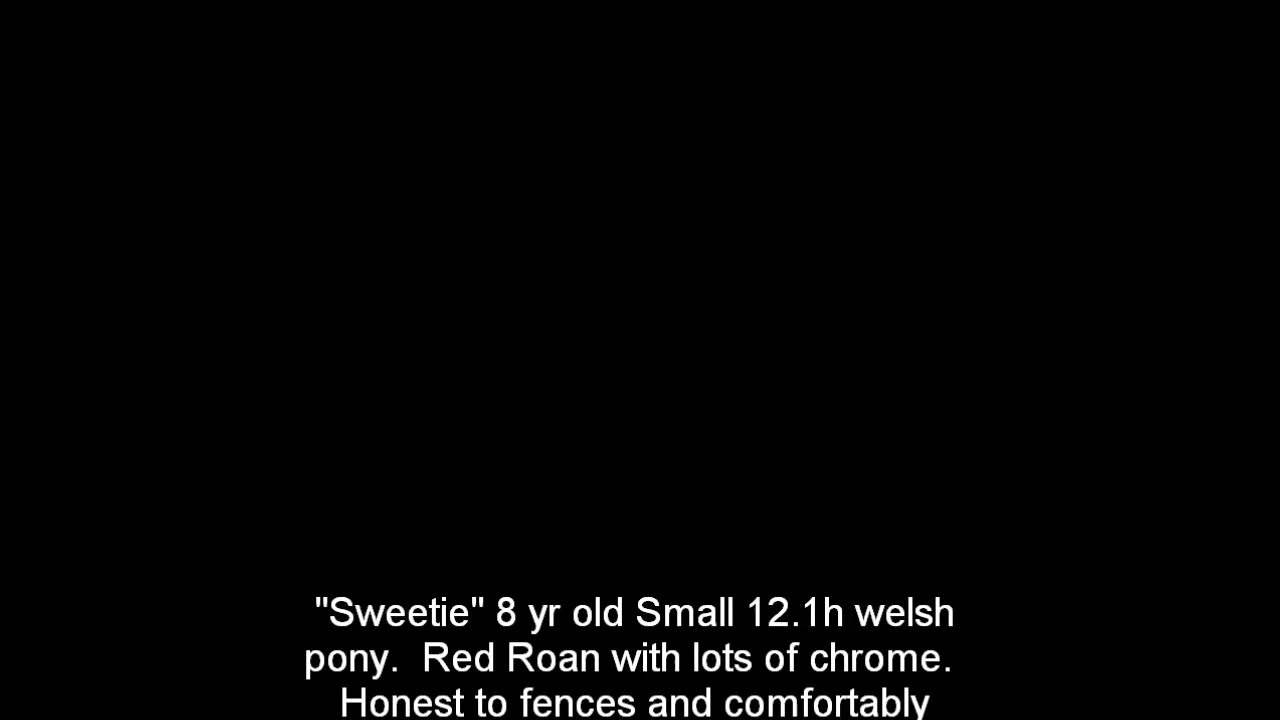 "Sweetie" 8 yr old Small 12.1h welsh
pony.  Red Roan with lots of chrome.
Honest to fences and comfortably